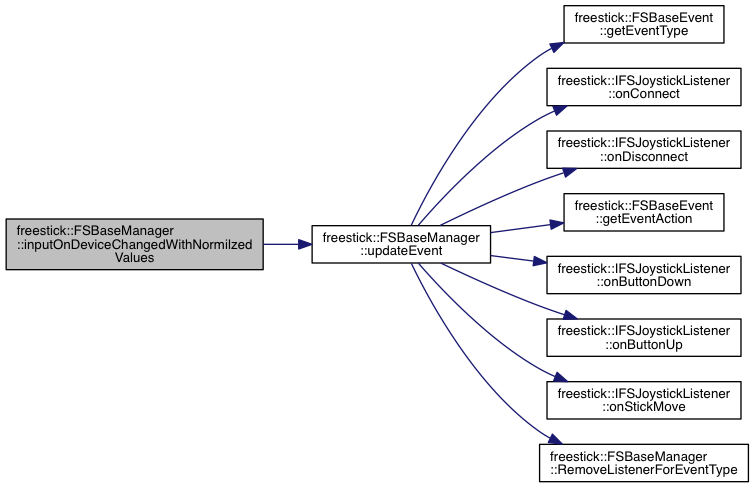 freestick::FSBaseManager
::inputOnDeviceChangedWithNormilzed
Values
freestick::FSBaseManager
::updateEvent
freestick::FSBaseEvent
::getEventType
freestick::IFSJoystickListener
::onConnect
freestick::IFSJoystickListener
::onDisconnect
freestick::FSBaseEvent
::getEventAction
freestick::IFSJoystickListener
::onButtonDown
freestick::IFSJoystickListener
::onButtonUp
freestick::IFSJoystickListener
::onStickMove
freestick::FSBaseManager
::RemoveListenerForEventType